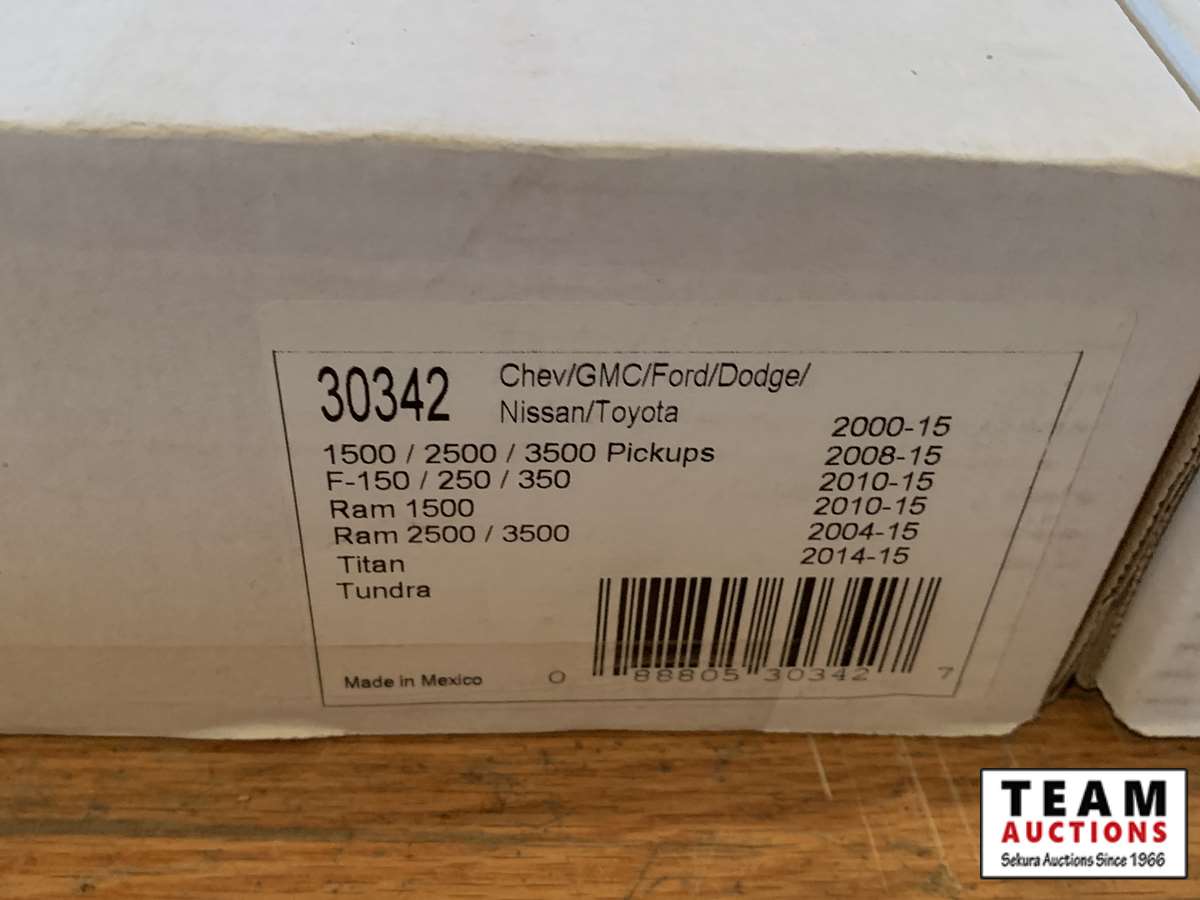 30342
Chev/GMC/Ford/Dodge/
Nissan/Toyota
1500 / 2500 / 3500 Pickups 2000-15
F-150 / 250 / 350 2008-15
Ram 1500 2010-15
Ram 2500 / 3500 2010-15
Titan 2004-15
Tundra 2014-15
Made in Mexico
0 88805 30342 7
TEAM
AUCTIONS
Sekura Auctions Since 1966